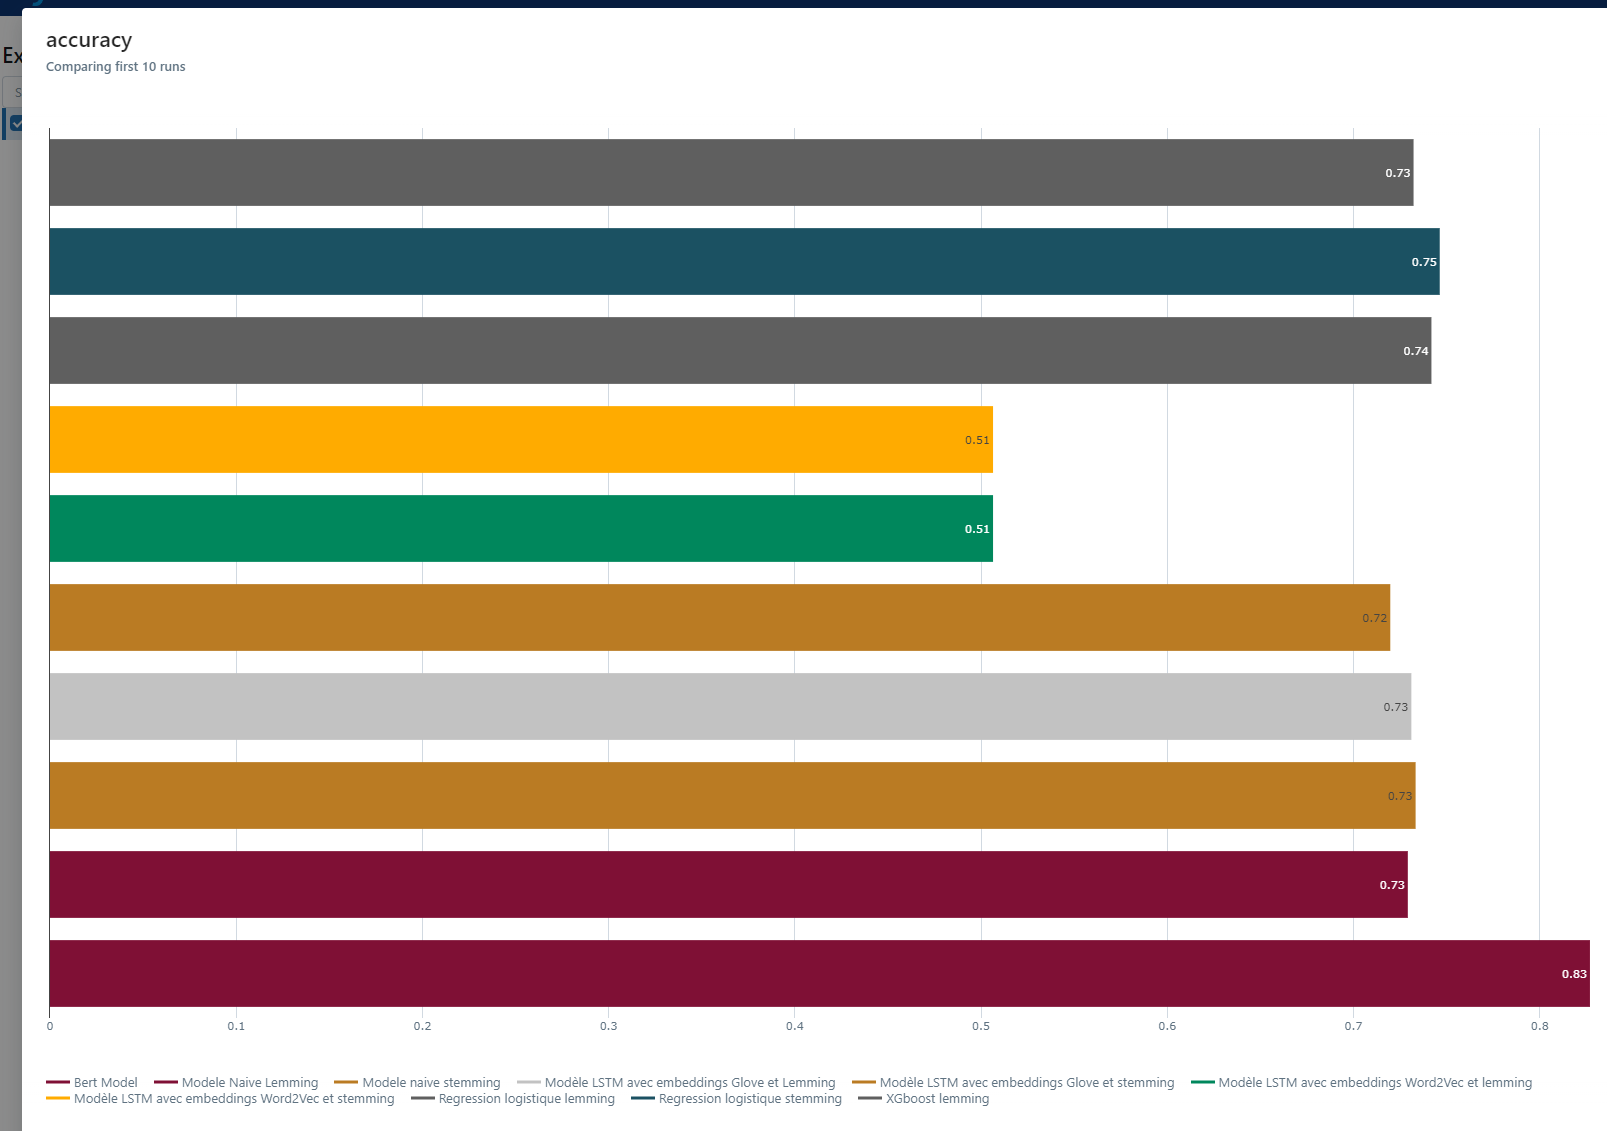 accuracy
Ex
Comparing first 10 runs
S
0.73
0.75
0.74
0.51
0.51
0.72
0.73
0.73
0.73
0.83
0 0.1 0.2 0.3 0.4 0.5 0.6 0.7 0.8
Bert Model Modele Naive Lemming Modele naive stemming Modèle LSTM avec embeddings Glove et Lemming Modèle LSTM avec embeddings Glove et stemming Modèle LSTM avec embeddings Word2Vec et lemming
Modèle LSTM avec embeddings Word2Vec et stemming Regression logistique lemming Regression logistique stemming XGboost lemming